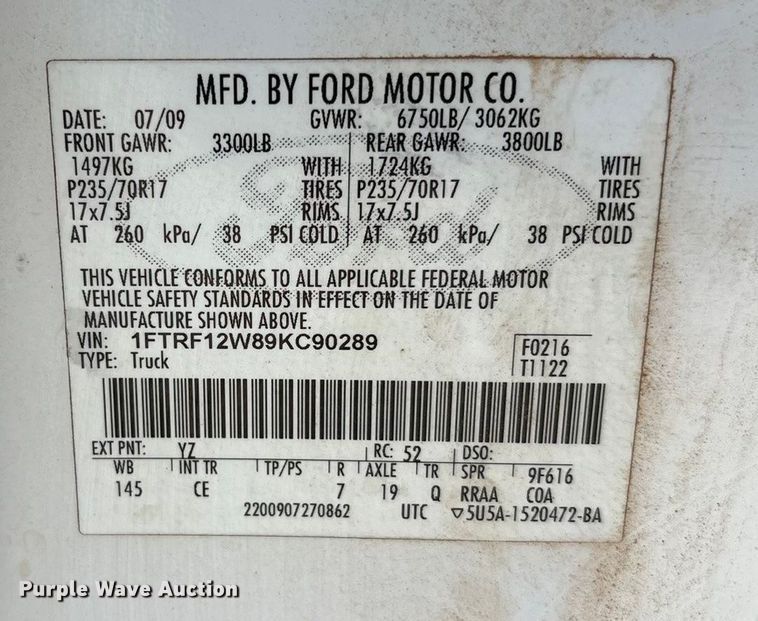 MFD. BY FORD MOTOR CO.
DATE: 07/09 GVWR: 6750LB/ 3062KG
FRONT GAWR: 3300LB REAR GAWR: 3800LB
1497KG WITH 1724KG WITH
P235/70R17 TIRES P235/70R17 TIRES
17x7.5J RIMS 17x7.5J RIMS
AT 260 kPa/ 38 PSI COLD AT 260 kPa/ 38 PSI COLD
Ford
THIS VEHICLE CONFORMS TO ALL APPLICABLE FEDERAL MOTOR
VEHICLE SAFETY STANDARDS IN EFFECT ON THE DATE OF
MANUFACTURE SHOWN ABOVE.
VIN: 1FTRF12W89KC90289 F0216
TYPE: Truck T1122
EXT PNT: YZ RC: 52 DSO:
WB INT TR TP/PS R AXLE TR SPR 9F616
145 CE 7 19 Q RRAA COA
2200907270862 UTC ▽5U5A-1520472-BA
Purple Wave Auction